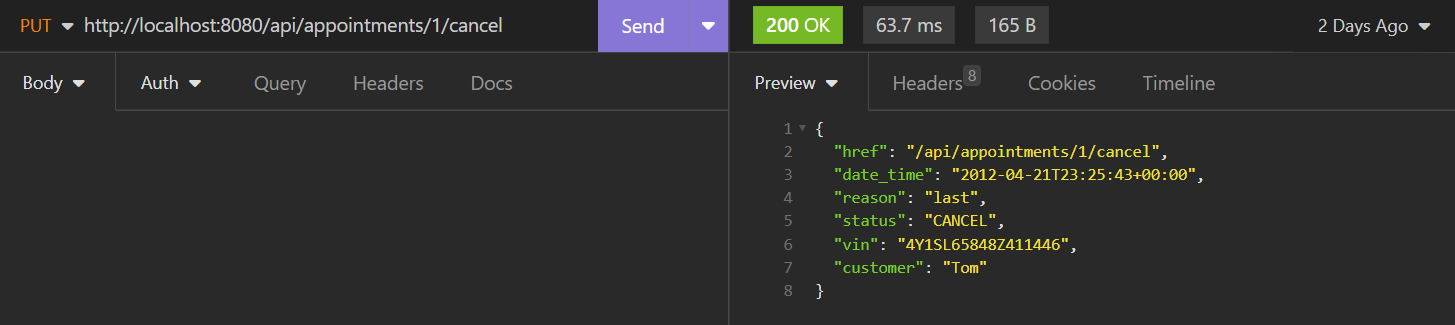 PUT http://localhost:8080/api/appointments/1/cancel Send 200 OK 63.7 ms 165 B 2 Days Ago
Body Auth Query Headers Docs Preview Headers 8 Cookies Timeline
1 {
2 "href": "/api/appointments/1/cancel",
3 "date_time": "2012-04-21T23:25:43+00:00",
4 "reason": "last",
5 "status": "CANCEL",
6 "vin": "4Y1SL65848Z411446",
7 "customer": "Tom"
8 }